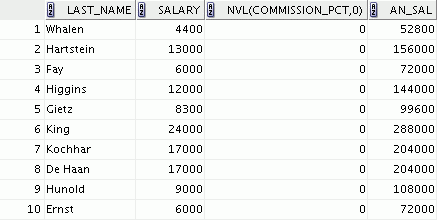 LAST_NAME SALARY NVL(COMMISSION_PCT,0) AN_SAL
1 Whalen 4400 0 52800
2 Hartstein 13000 0 156000
3 Fay 6000 0 72000
4 Higgins 12000 0 144000
5 Gietz 8300 0 99600
6 King 24000 0 288000
7 Kochhar 17000 0 204000
8 De Haan 17000 0 204000
9 Hunold 9000 0 108000
10 Ernst 6000 0 72000